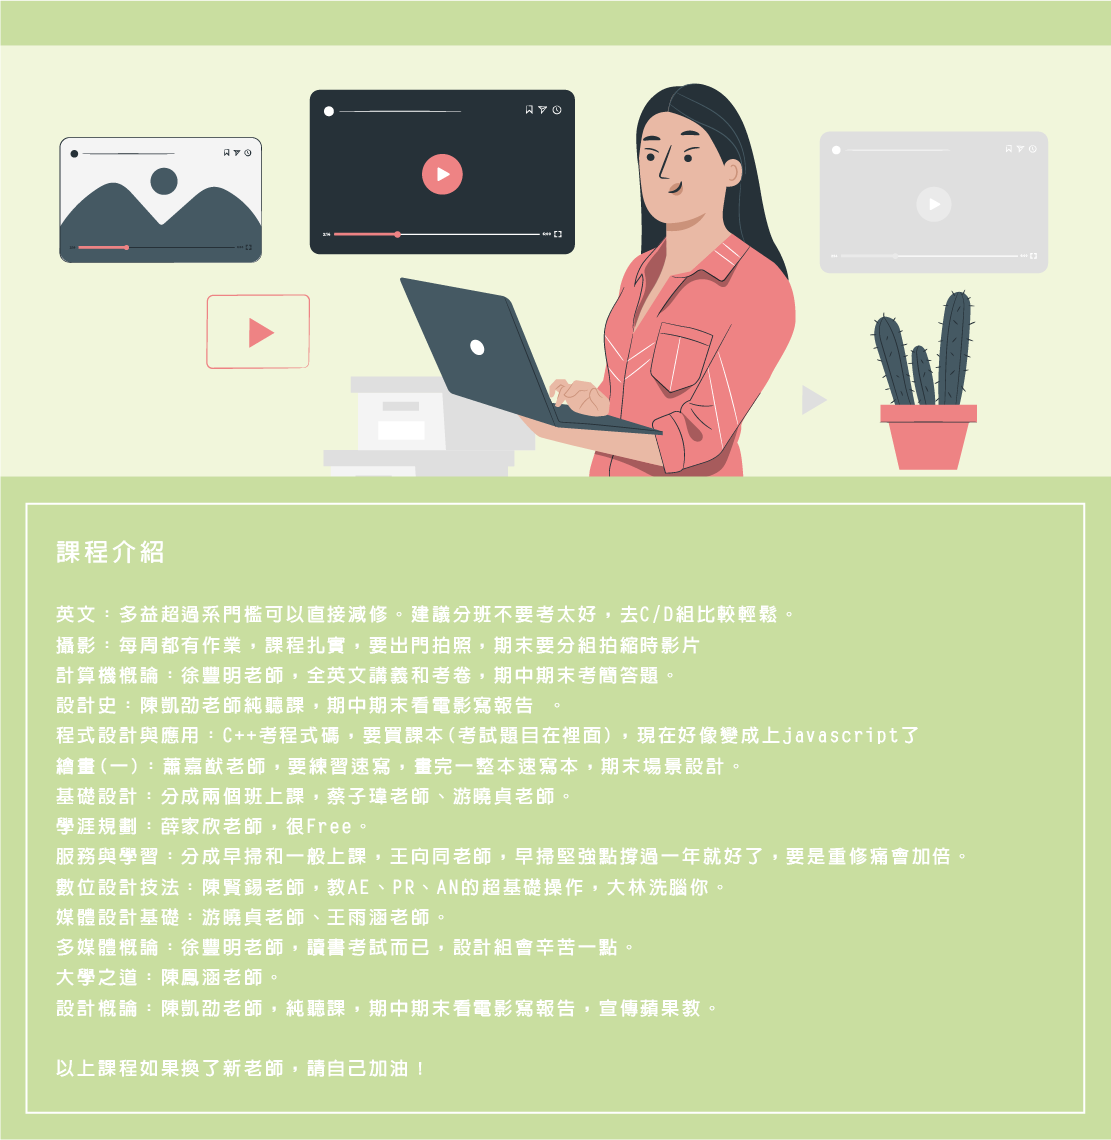 課程介紹
英文：多益超過系門檻可以直接減修。建議分班不要考太好，去C/D組比較輕鬆。
攝影：每周都有作業，課程扎實，要出門拍照，期末要分組拍縮時影片
計算機概論：徐豐明老師，全英文講義和考卷，期中期末考簡答題。
設計史：陳凱劭老師純聽課，期中期末看電影寫報告 。
程式設計與應用：C++考程式碼，要買課本(考試題目在裡面)，現在好像變成上javascript了
繪畫(一)：蕭嘉猷老師，要練習速寫，畫完一整本速寫本，期末場景設計。
基礎設計：分成兩個班上課，蔡子瑋老師、游曉貞老師。
學涯規劃：薛家欣老師，很Free。
服務與學習：分成早掃和一般上課，王向同老師，早掃堅強點撐過一年就好了，要是重修痛會加倍。
數位設計技法：陳賢錫老師，教AE、PR、AN的超基礎操作，大林洗腦你。
媒體設計基礎：游曉貞老師、王雨涵老師。
多媒體概論：徐豐明老師，讀書考試而已，設計組會辛苦一點。
大學之道：陳鳳涵老師。
設計概論：陳凱劭老師，純聽課，期中期末看電影寫報告，宣傳蘋果教。
以上課程如果換了新老師，請自己加油！